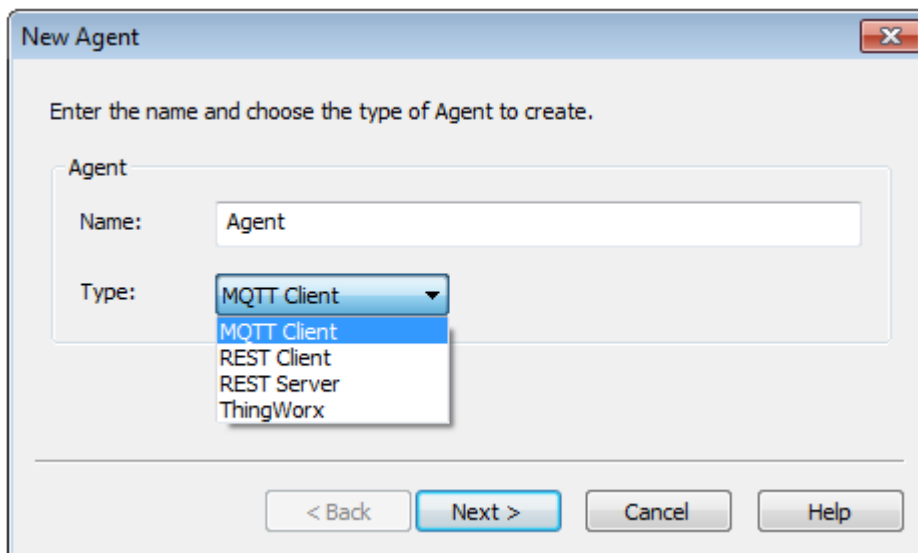 New Agent
Enter the name and choose the type of Agent to create.
Agent
Name: Agent
Type: MQTT Client
MQTT Client
REST Client
REST Server
ThingWorx
< Back Next > Cancel Help